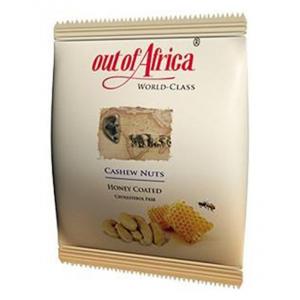 out of Africa ®
WORLD-CLASS
CASHEW NUTS
HONEY COATED
CHOLESTEROL FREE